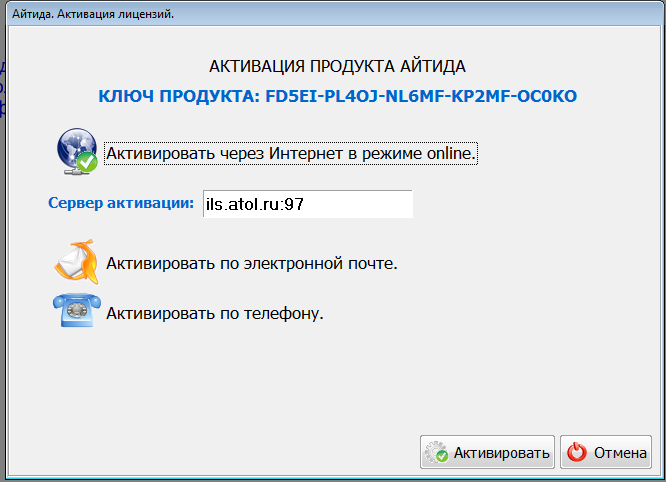 Айтида. Активация лицензий.
АКТИВАЦИЯ ПРОДУКТА АЙТИДА
КЛЮЧ ПРОДУКТА: FD5EI-PL4OJ-NL6MF-KP2MF-OC0KO
Активировать через Интернет в режиме online.
Сервер активации: ils.atol.ru:97
Активировать по электронной почте.
Активировать по телефону.
Активировать Отмена